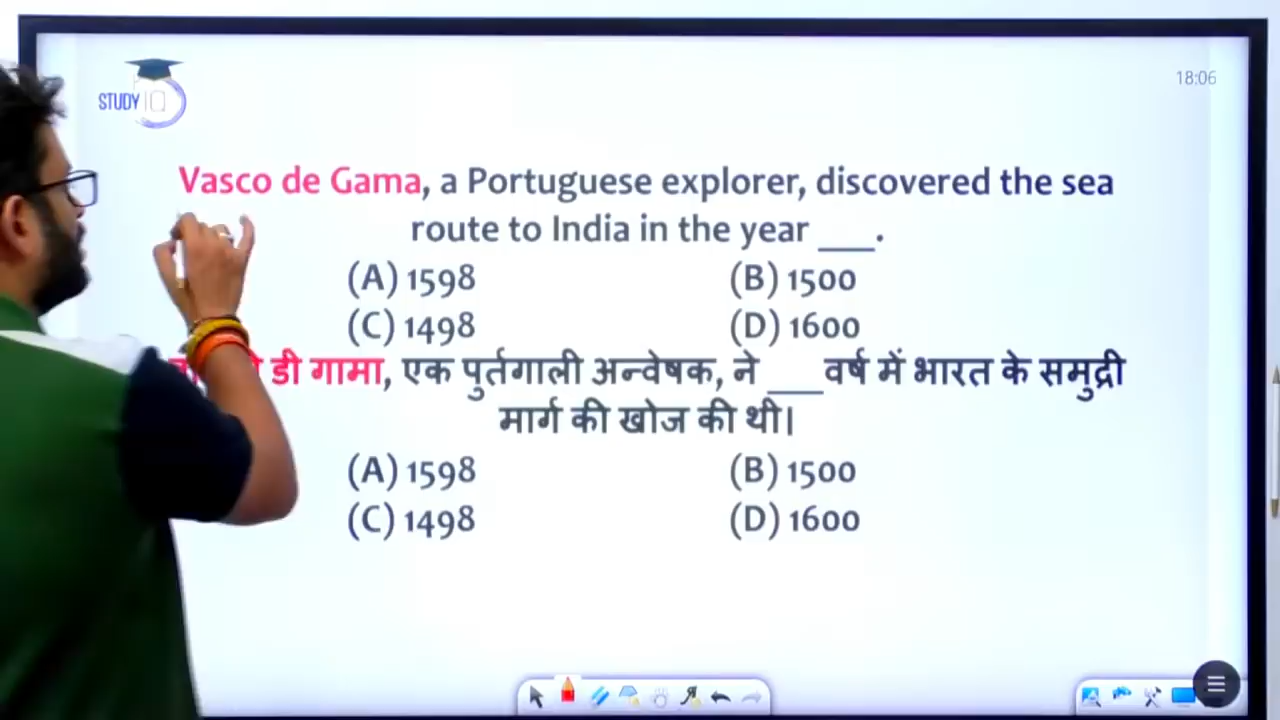 STUDY IQ
18:06
Vasco de Gama, a Portuguese explorer, discovered the sea
route to India in the year ___.
(A) 1598 (B) 1500
(C) 1498 (D) 1600
डी गामा, एक पुर्तगाली अन्वेषक, ने ___ वर्ष में भारत के समुद्री
मार्ग की खोज की थी।
(A) 1598 (B) 1500
(C) 1498 (D) 1600